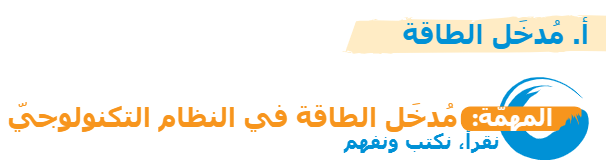 أ. مُدخَل الطاقة
المهمّة: مُدخَل الطاقة في النظام التكنولوجيّ
نقرأ، نكتب ونفهم